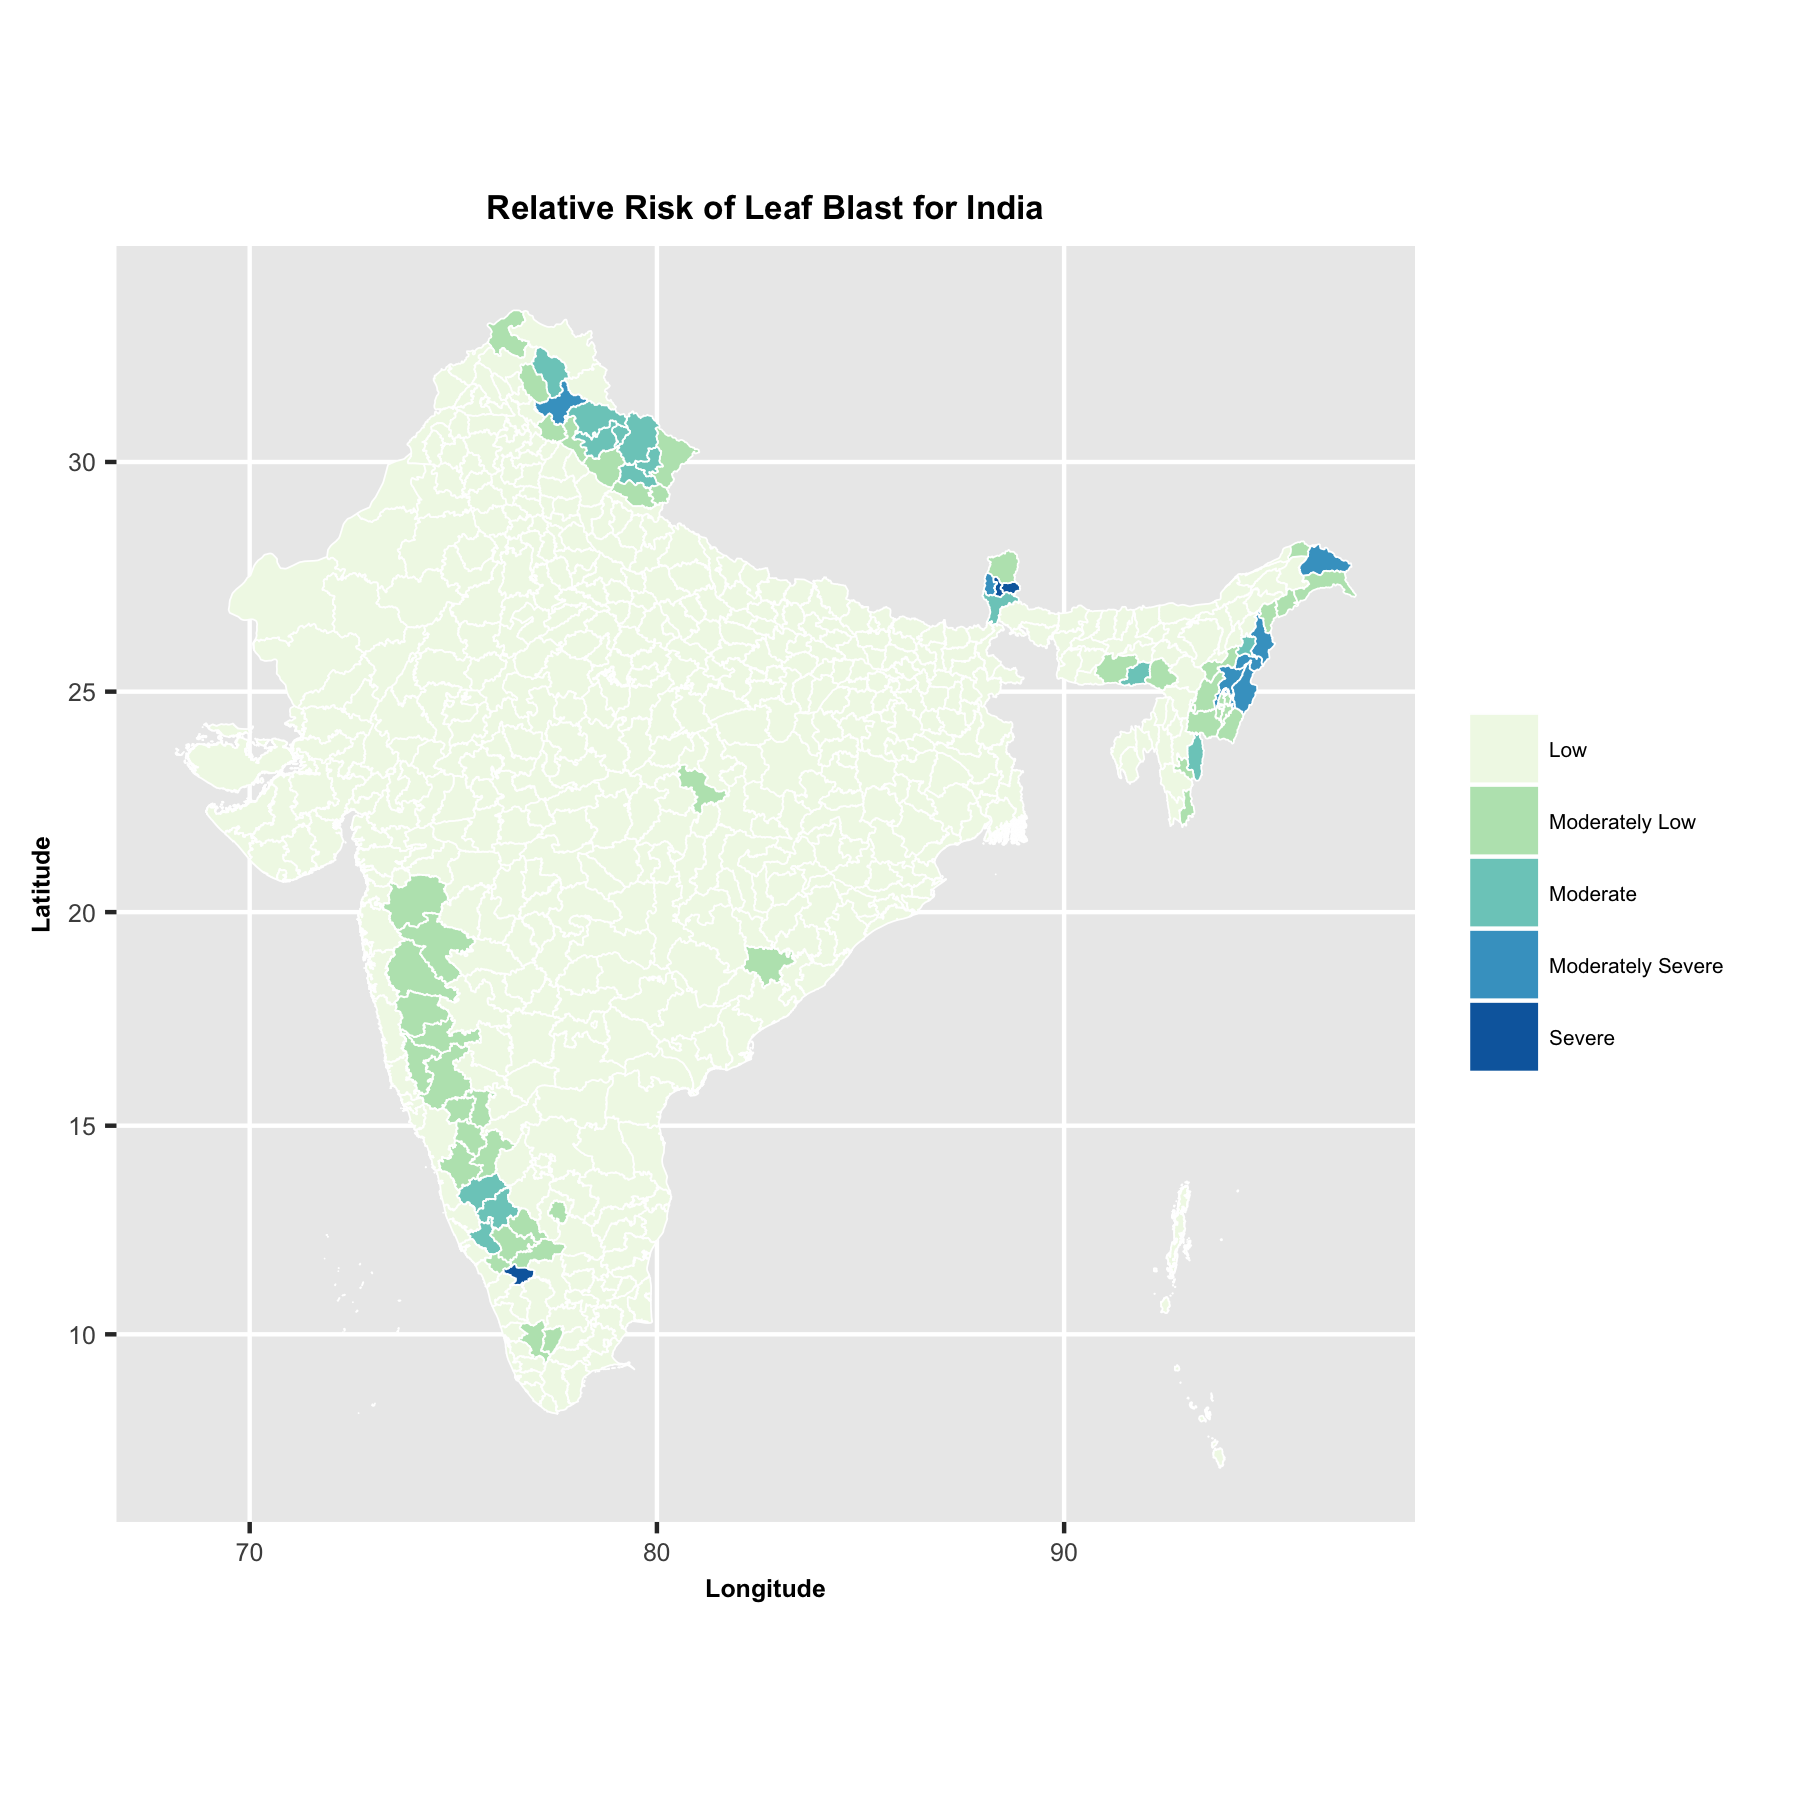 Relative Risk of Leaf Blast for India
30
25
20
15
10
Latitude
70
80
90
Longitude
Low
Moderately Low
Moderate
Moderately Severe
Severe